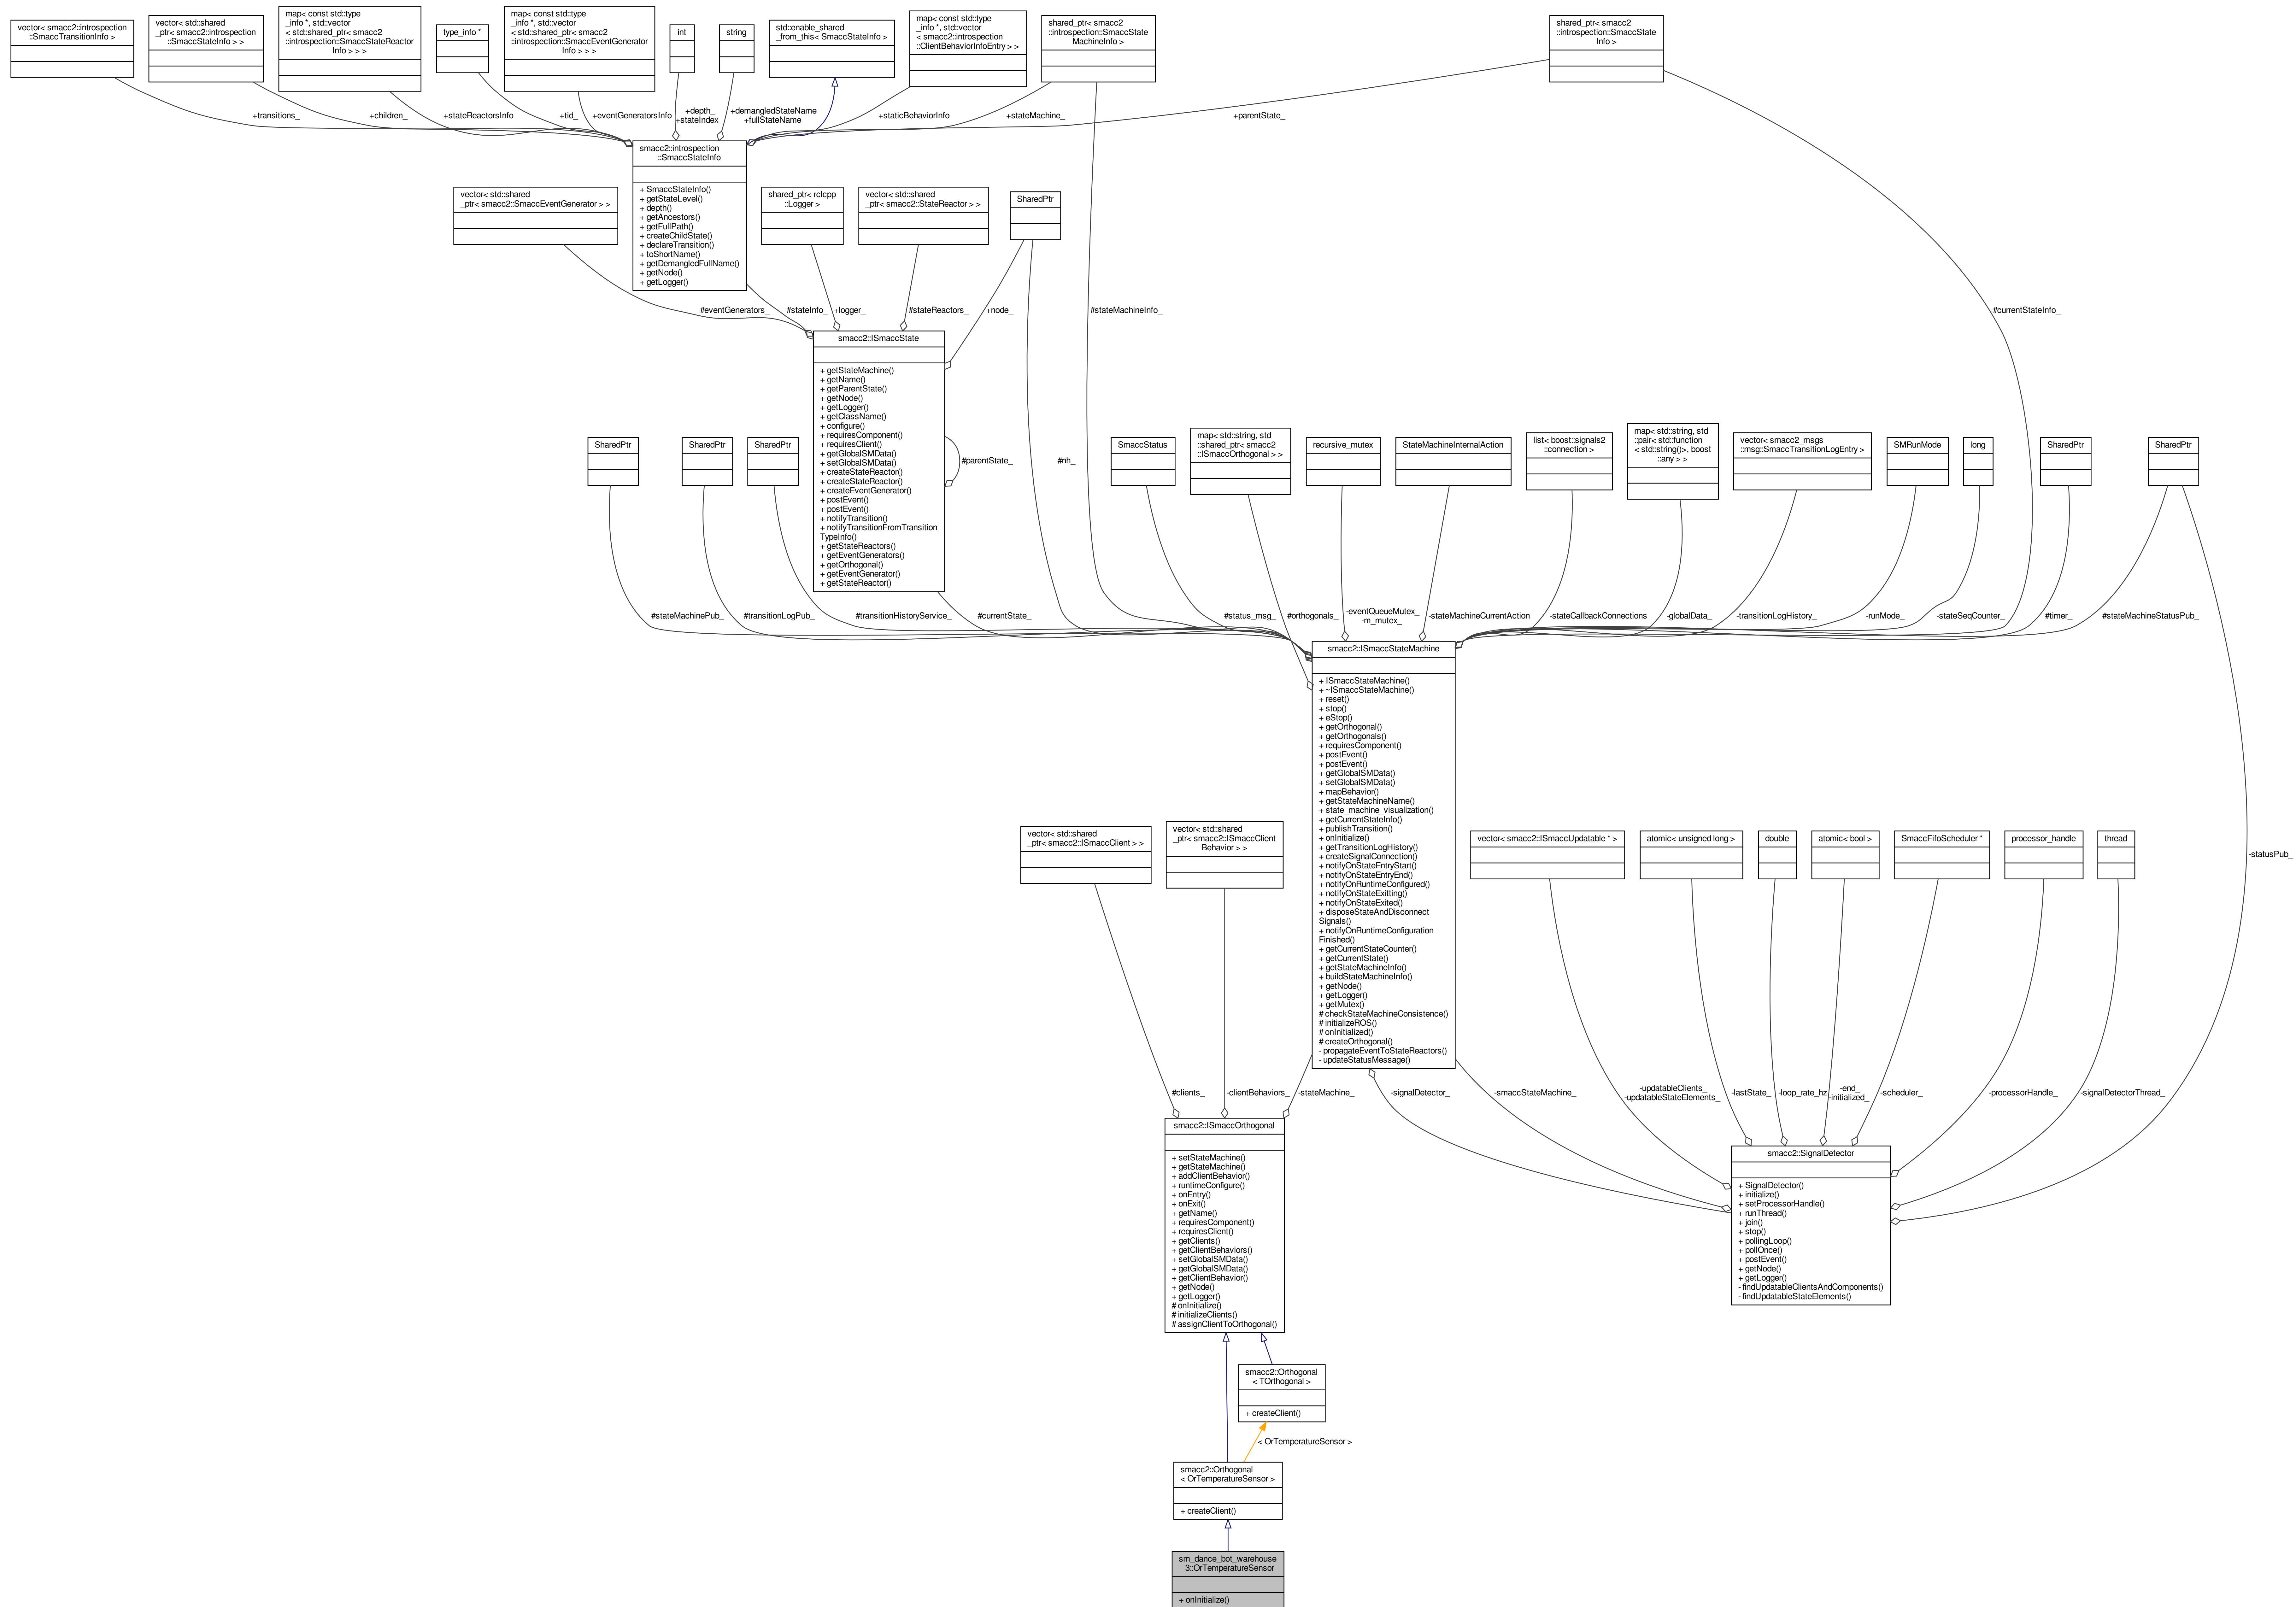 vector< smacc2::introspection
::SmaccTransitionInfo >
vector< std::shared
_ptr< smacc2::introspection
::SmaccStateInfo > >
map< const std::type
_info *, std::vector
< std::shared_ptr< smacc2
::introspection::SmaccStateReactor
Info > > >
type_info *
map< const std::type
_info *, std::vector
< std::shared_ptr< smacc2
::introspection::SmaccEventGenerator
Info > > >
int
string
std::enable_shared
_from_this< SmaccStateInfo >
map< const std::type
_info *, std::vector
< smacc2::introspection
::ClientBehaviorInfoEntry > >
shared_ptr< smacc2
::introspection::SmaccState
MachineInfo >
shared_ptr< smacc2
::introspection::SmaccState
Info >
+transitions_
+children_
+stateReactorsInfo
+tid_
+eventGeneratorsInfo
+depth_
+stateIndex_
+demangledStateName
+fullStateName
+staticBehaviorInfo
+stateMachine_
+parentState_
smacc2::introspection
::SmaccStateInfo
+ SmaccStateInfo()
+ getStateLevel()
+ depth()
+ getAncestors()
+ getFullPath()
+ createChildState()
+ declareTransition()
+ toShortName()
+ getDemangledFullName()
+ getNode()
+ getLogger()
vector< std::shared
_ptr< smacc2::SmaccEventGenerator > >
shared_ptr< rclcpp
::Logger >
vector< std::shared
_ptr< smacc2::StateReactor > >
SharedPtr
#eventGenerators_
#stateInfo_
+logger_
#stateReactors_
+node_
#stateMachineInfo_
#currentStateInfo_
smacc2::ISmaccState
+ getStateMachine()
+ getName()
+ getParentState()
+ getNode()
+ getLogger()
+ getClassName()
+ configure()
+ requiresComponent()
+ requiresClient()
+ getGlobalSMData()
+ setGlobalSMData()
+ createStateReactor()
+ createStateReactor()
+ createEventGenerator()
+ postEvent()
+ postEvent()
+ notifyTransition()
+ notifyTransitionFromTransition
TypeInfo()
+ getStateReactors()
+ getEventGenerators()
+ getOrthogonal()
+ getEventGenerator()
+ getStateReactor()
#parentState_
#nh_
SharedPtr
SharedPtr
SharedPtr
SmaccStatus
map< std::string, std
::shared_ptr< smacc2
::ISmaccOrthogonal > >
recursive_mutex
StateMachineInternalAction
list< boost::signals2
::connection >
map< std::string, std
::pair< std::function
< std::string()>, boost
::any > >
vector< smacc2_msgs
::msg::SmaccTransitionLogEntry >
SMRunMode
long
SharedPtr
SharedPtr
#stateMachinePub_
#transitionLogPub_
#transitionHistoryService_
#currentState_
#status_msg_
#orthogonals_
-eventQueueMutex_
-m_mutex_
-stateMachineCurrentAction
-stateCallbackConnections
-globalData_
-transitionLogHistory_
-runMode_
-stateSeqCounter_
#timer_
#stateMachineStatusPub_
smacc2::ISmaccStateMachine
+ ISmaccStateMachine()
+ ~ISmaccStateMachine()
+ reset()
+ stop()
+ eStop()
+ getOrthogonal()
+ getOrthogonals()
+ requiresComponent()
+ postEvent()
+ postEvent()
+ getGlobalSMData()
+ setGlobalSMData()
+ mapBehavior()
+ getStateMachineName()
+ state_machine_visualization()
+ getCurrentStateInfo()
+ publishTransition()
+ onInitialize()
+ getTransitionLogHistory()
+ createSignalConnection()
+ notifyOnStateEntryStart()
+ notifyOnStateEntryEnd()
+ notifyOnRuntimeConfigured()
+ notifyOnStateExitting()
+ notifyOnStateExited()
+ disposeStateAndDisconnect
Signals()
+ notifyOnRuntimeConfiguration
Finished()
+ getCurrentStateCounter()
+ getCurrentState()
+ getStateMachineInfo()
+ buildStateMachineInfo()
+ getNode()
+ getLogger()
+ getMutex()
# checkStateMachineConsistence()
# initializeROS()
# onInitialized()
# createOrthogonal()
- propagateEventToStateReactors()
- updateStatusMessage()
vector< std::shared
_ptr< smacc2::ISmaccClient > >
vector< std::shared
_ptr< smacc2::ISmaccClient
Behavior > >
vector< smacc2::ISmaccUpdatable * >
atomic< unsigned long >
double
atomic< bool >
SmaccFifoScheduler *
processor_handle
thread
-statusPub_
#clients_
-clientBehaviors_
-stateMachine_
-signalDetector_
-smaccStateMachine_
-updatableClients_
-updatableStateElements_
-lastState_
-loop_rate_hz
-end_
-initialized_
-scheduler_
-processorHandle_
-signalDetectorThread_
smacc2::ISmaccOrthogonal
+ setStateMachine()
+ getStateMachine()
+ addClientBehavior()
+ runtimeConfigure()
+ onEntry()
+ onExit()
+ getName()
+ requiresComponent()
+ requiresClient()
+ getClients()
+ getClientBehaviors()
+ setGlobalSMData()
+ getGlobalSMData()
+ getClientBehavior()
+ getNode()
+ getLogger()
# onInitialize()
# initializeClients()
# assignClientToOrthogonal()
smacc2::SignalDetector
+ SignalDetector()
+ initialize()
+ setProcessorHandle()
+ runThread()
+ join()
+ stop()
+ pollingLoop()
+ pollOnce()
+ postEvent()
+ getNode()
+ getLogger()
- findUpdatableClientsAndComponents()
- findUpdatableStateElements()
smacc2::Orthogonal
< TOrthogonal >
+ createClient()
< OrTemperatureSensor >
smacc2::Orthogonal
< OrTemperatureSensor >
+ createClient()
sm_dance_bot_warehouse
_3::OrTemperatureSensor
+ onInitialize()